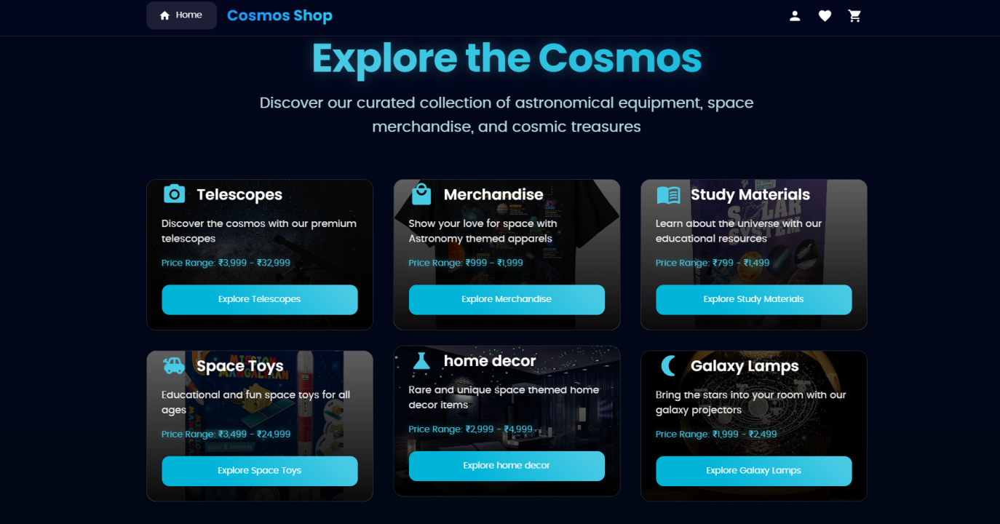 Home
Cosmos Shop
Explore the Cosmos
Discover our curated collection of astronomical equipment, space
merchandise, and cosmic treasures
Telescopes
Discover the cosmos with our premium
telescopes
Price Range: ₹3,999 - ₹32,999
Explore Telescopes
Merchandise
Show your love for space with
Astronomy themed apparels
Price Range: ₹999 - ₹1,999
Explore Merchandise
SOLAR
SYSTEM
Study Materials
Learn about the universe with our
educational resources
Price Range: ₹799 - ₹1,499
Explore Study Materials
MISSION
MANGALYAAN
Space Toys
Educational and fun space toys for all
ages
Price Range: ₹3,499 - ₹24,999
Explore Space Toys
home decor
Rare and unique space themed home
decor items
Price Range: ₹2,999 - ₹4,999
Explore home decor
Galaxy Lamps
Bring the stars into your room with our
galaxy projectors
Price Range: ₹1,999 - ₹2,499
Explore Galaxy Lamps